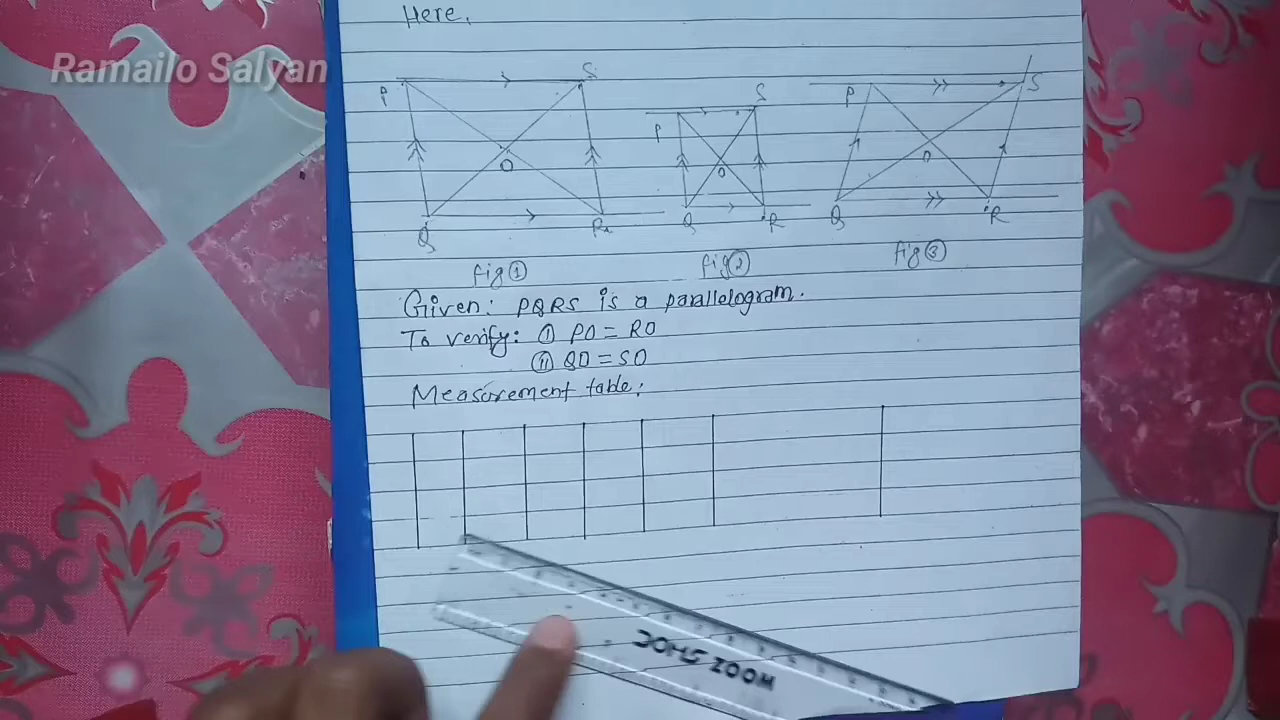 Ramailo Salyan
Here,
P S P S P S
O O O
Q R Q R Q R
fig ① fig ② fig ③
Given: PQRS is a parallelogram.
To verify: ① PO = RO
ⓘⓘ QO = SO
Measurement table:
DOMS ZOOM